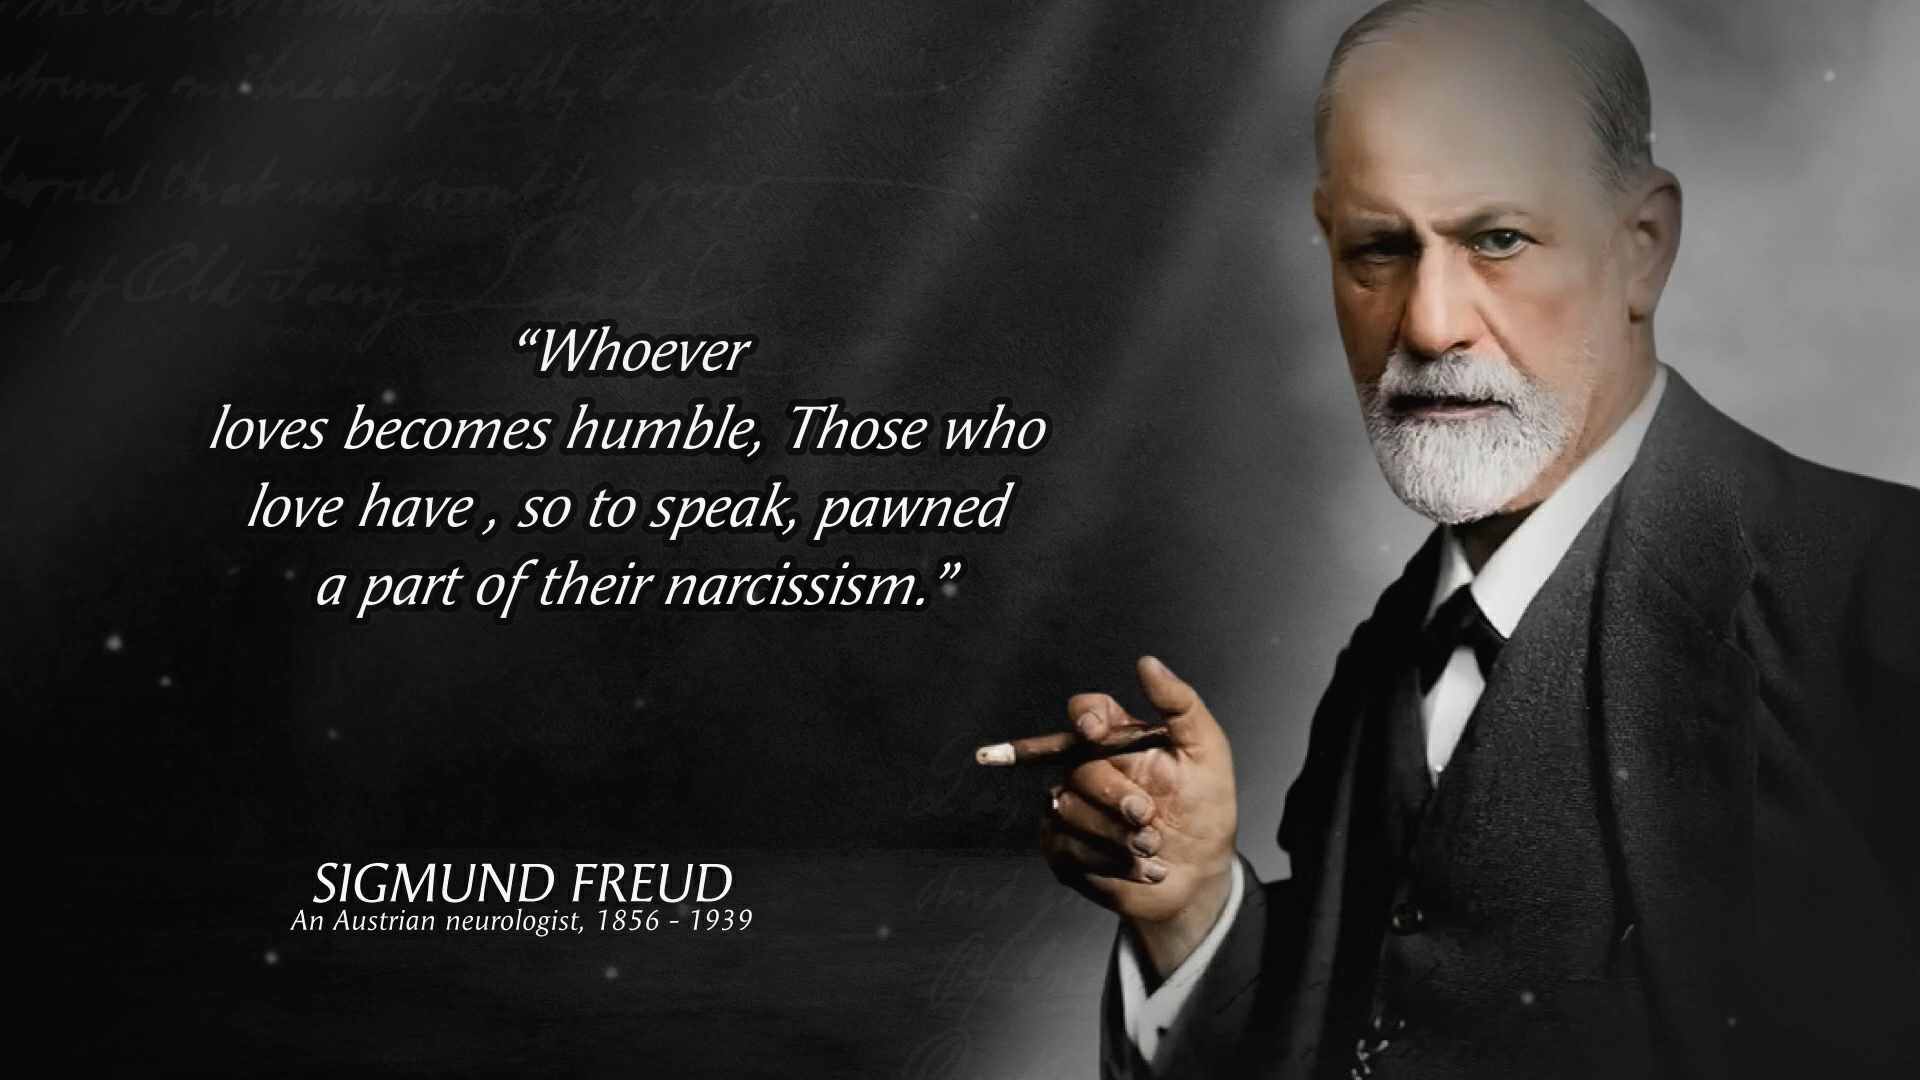 “Whoever
loves becomes humble, Those who
love have , so to speak, pawned
a part of their narcissism.”
SIGMUND FREUD
An Austrian neurologist, 1856 - 1939